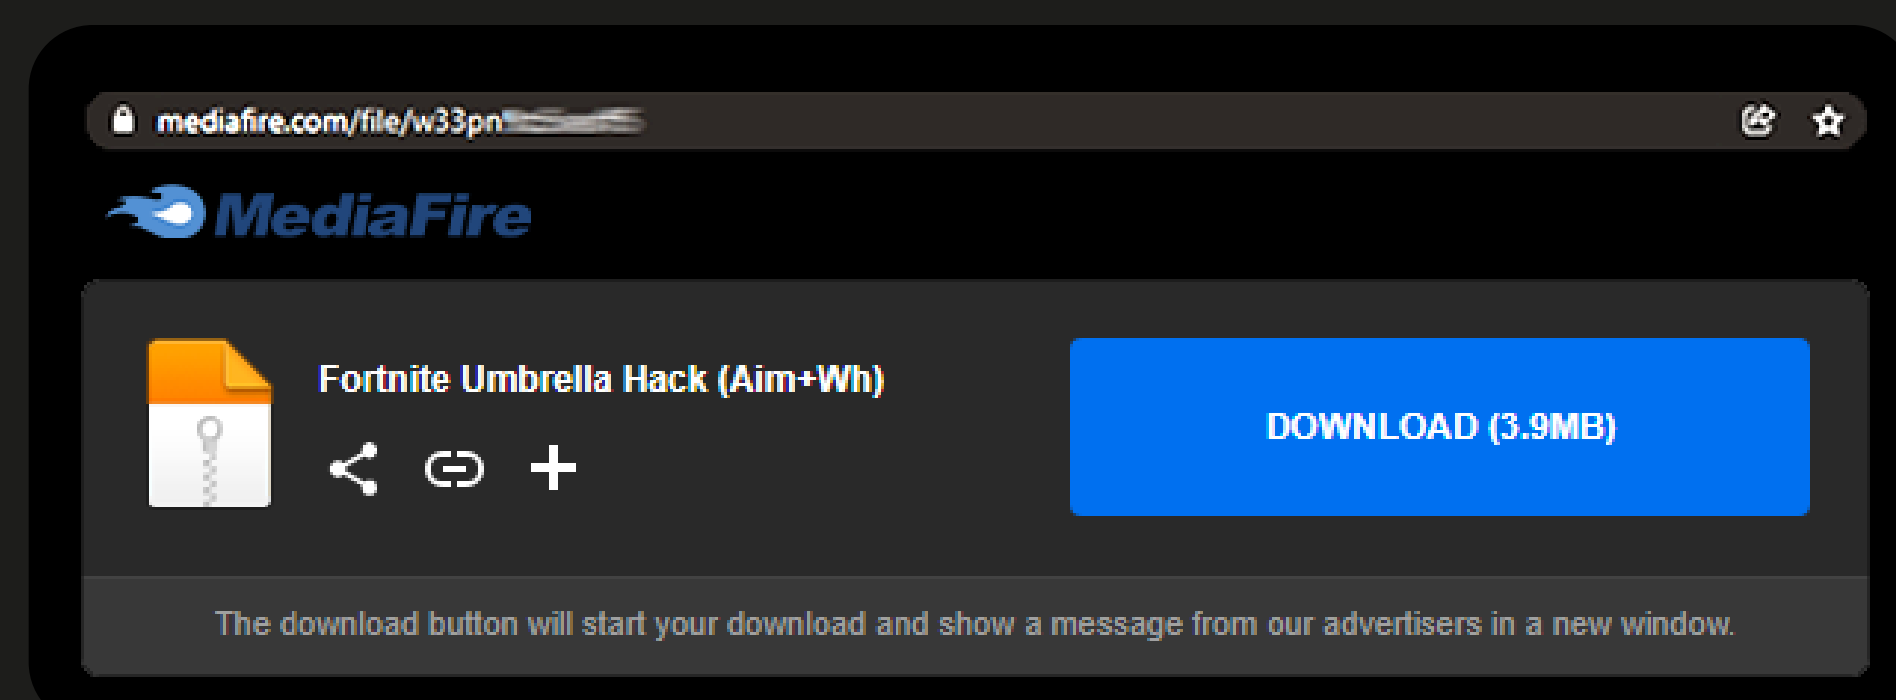 mediafire.com/file/w33pn
MediaFire
Fortnite Umbrella Hack (Aim+Wh)
DOWNLOAD (3.9MB)
The download button will start your download and show a message from our advertisers in a new window.